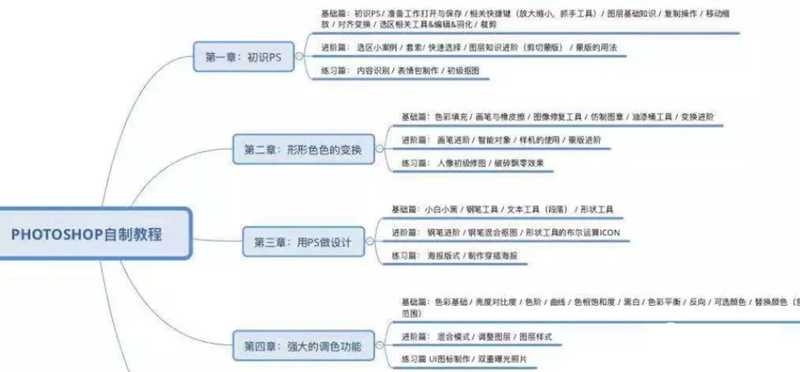 PHOTOSHOP自制教程
第一章：初识PS
基础篇：初识PS / 准备工作打开与保存 / 相关快捷键（放大缩小，抓手工具）/ 图层基础知识 / 复制操作 / 移动缩
放 / 对齐变换 / 选区相关工具&编辑&羽化 / 裁剪
进阶篇： 选区小案例 / 套索 / 快速选择 / 图层知识进阶（剪切蒙版） / 蒙版的用法
练习篇： 内容识别 / 表情包制作 / 初级抠图
第二章：形形色色的变换
基础篇：色彩填充 / 画笔与橡皮擦 / 图像修复工具 / 仿制图章 / 油漆桶工具 / 变换进阶
进阶篇： 画笔进阶 / 智能对象 / 样机的使用 / 蒙版进阶
练习篇： 人像初级修图 / 破碎飘零效果
第三章：用PS做设计
基础篇： 小白小黑 / 钢笔工具 / 文本工具（段落） / 形状工具
进阶篇： 钢笔进阶 / 钢笔混合抠图 / 形状工具的布尔运算ICON
练习篇： 海报版式 / 制作穿插海报
第四章：强大的调色功能
基础篇：色彩基础 / 亮度对比度 / 色阶 / 曲线 / 色相饱和度 / 黑白 / 色彩平衡 / 反向 / 可选颜色 / 替换颜色（
范围）
进阶篇： 混合模式 / 调整图层 / 图层样式
练习篇 UI图标制作 / 双重曝光照片